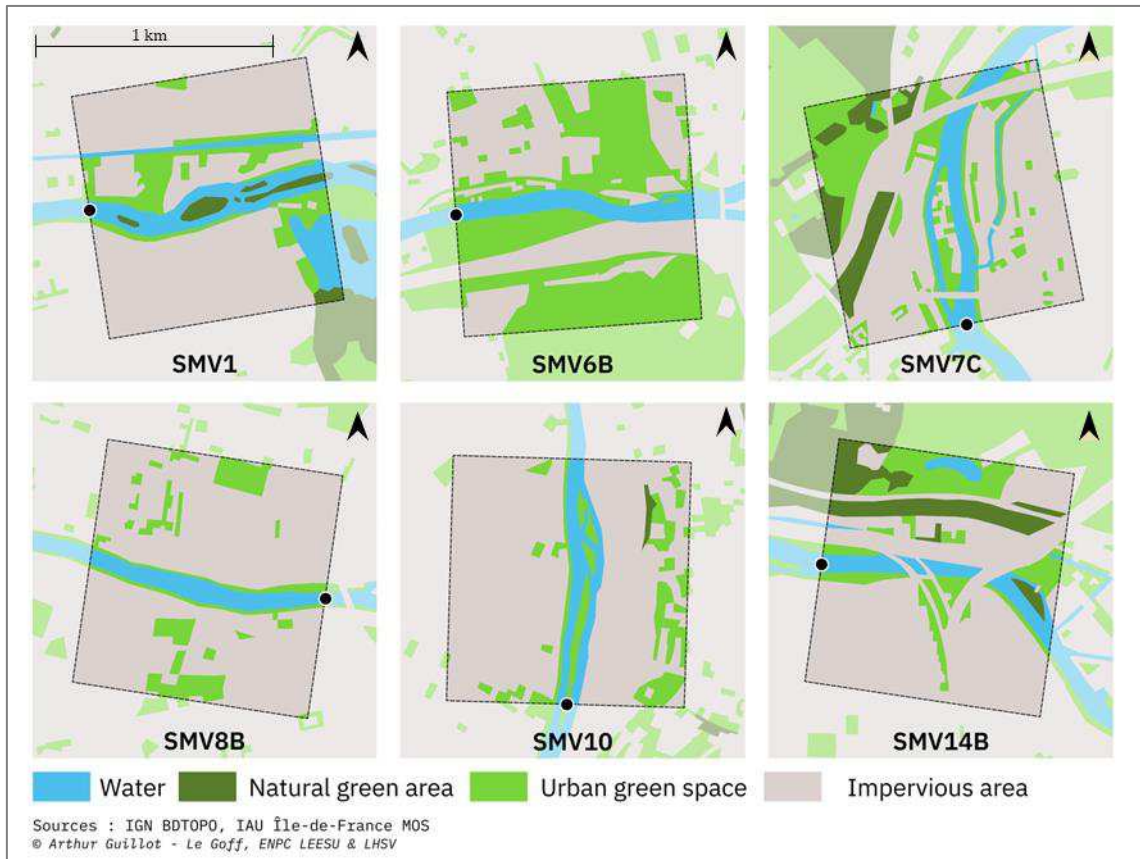 1 km
SMV1
SMV6B
SMV7C
SMV8B
SMV10
SMV14B
Water Natural green area Urban green space Impervious area
Sources : IGN BDTOPO, IAU Île-de-France MOS
© Arthur Guillot - Le Goff, ENPC LEESU & LHSV